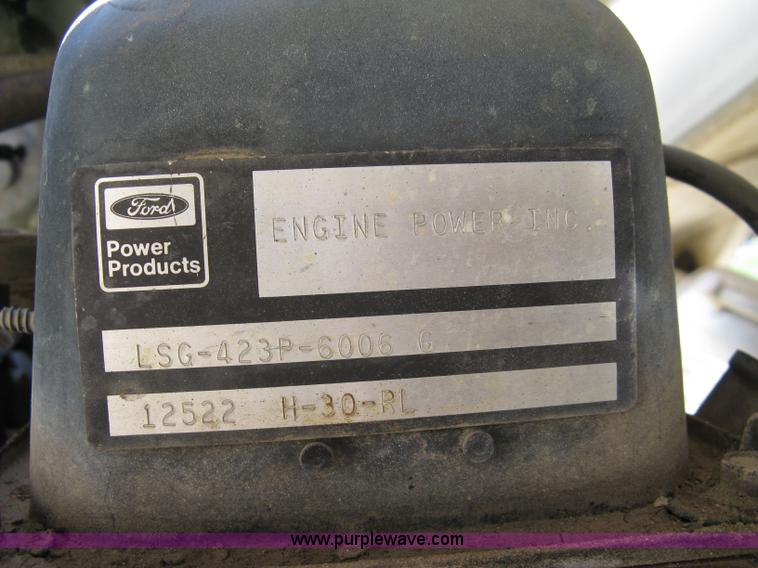 Ford
Power
Products
ENGINE POWER INC.
LSG-423P-6006 G
12522 H-30-RL
www.purplewave.com